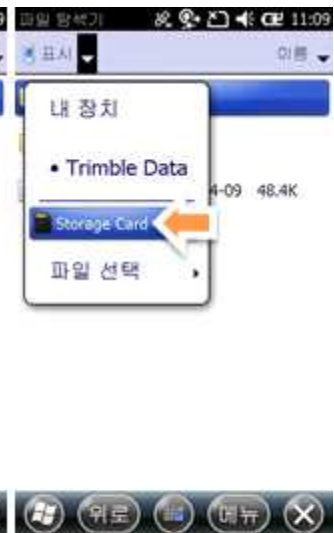 파일 탐색기 11:09
표시 이름
내 장치
• Trimble Data
4-09 48.4K
Storage Card
파일 선택
위로 메뉴